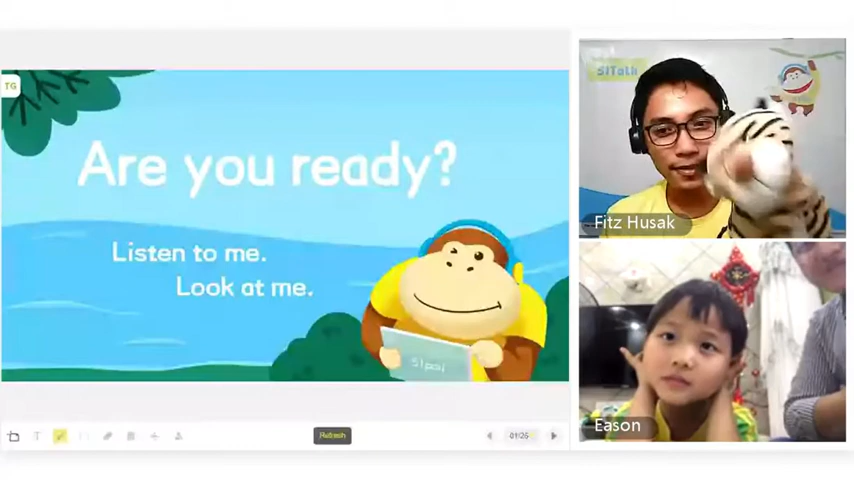 TG
Are you ready?
Listen to me.
Look at me.
51pal
T
Refresh
01/26
51Talk
Fitz Husak
Eason